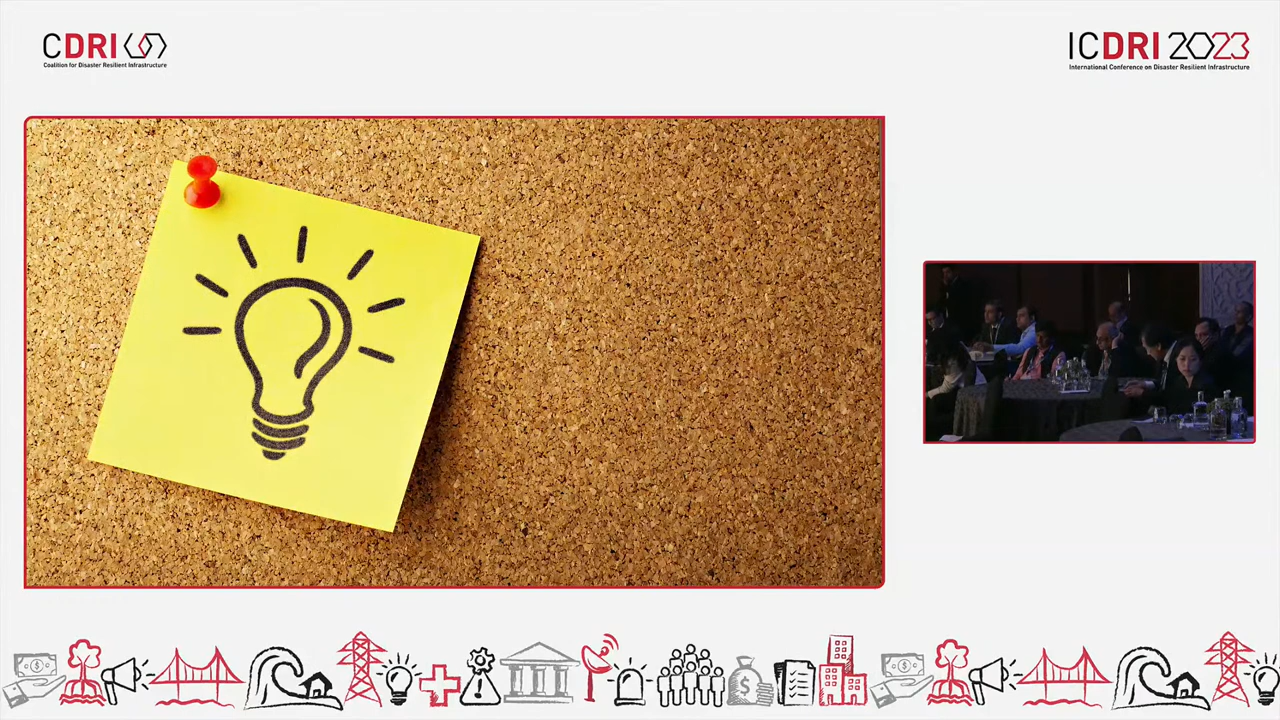 CDRI
Coalition for Disaster Resilient Infrastructure
ICDRI 2023
International Conference on Disaster Resilient Infrastructure